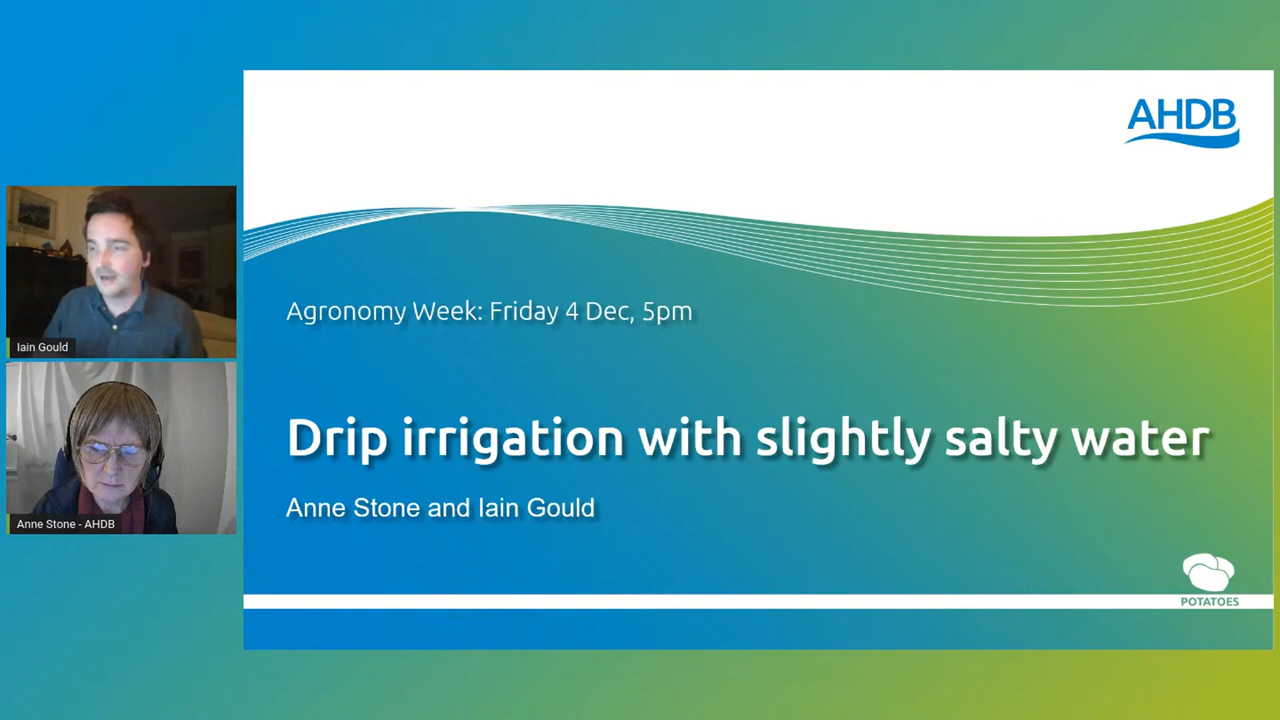 AHDB
Agronomy Week: Friday 4 Dec, 5pm
Iain Gould
Drip irrigation with slightly salty water
Anne Stone and Iain Gould
Anne Stone - AHDB
POTATOES